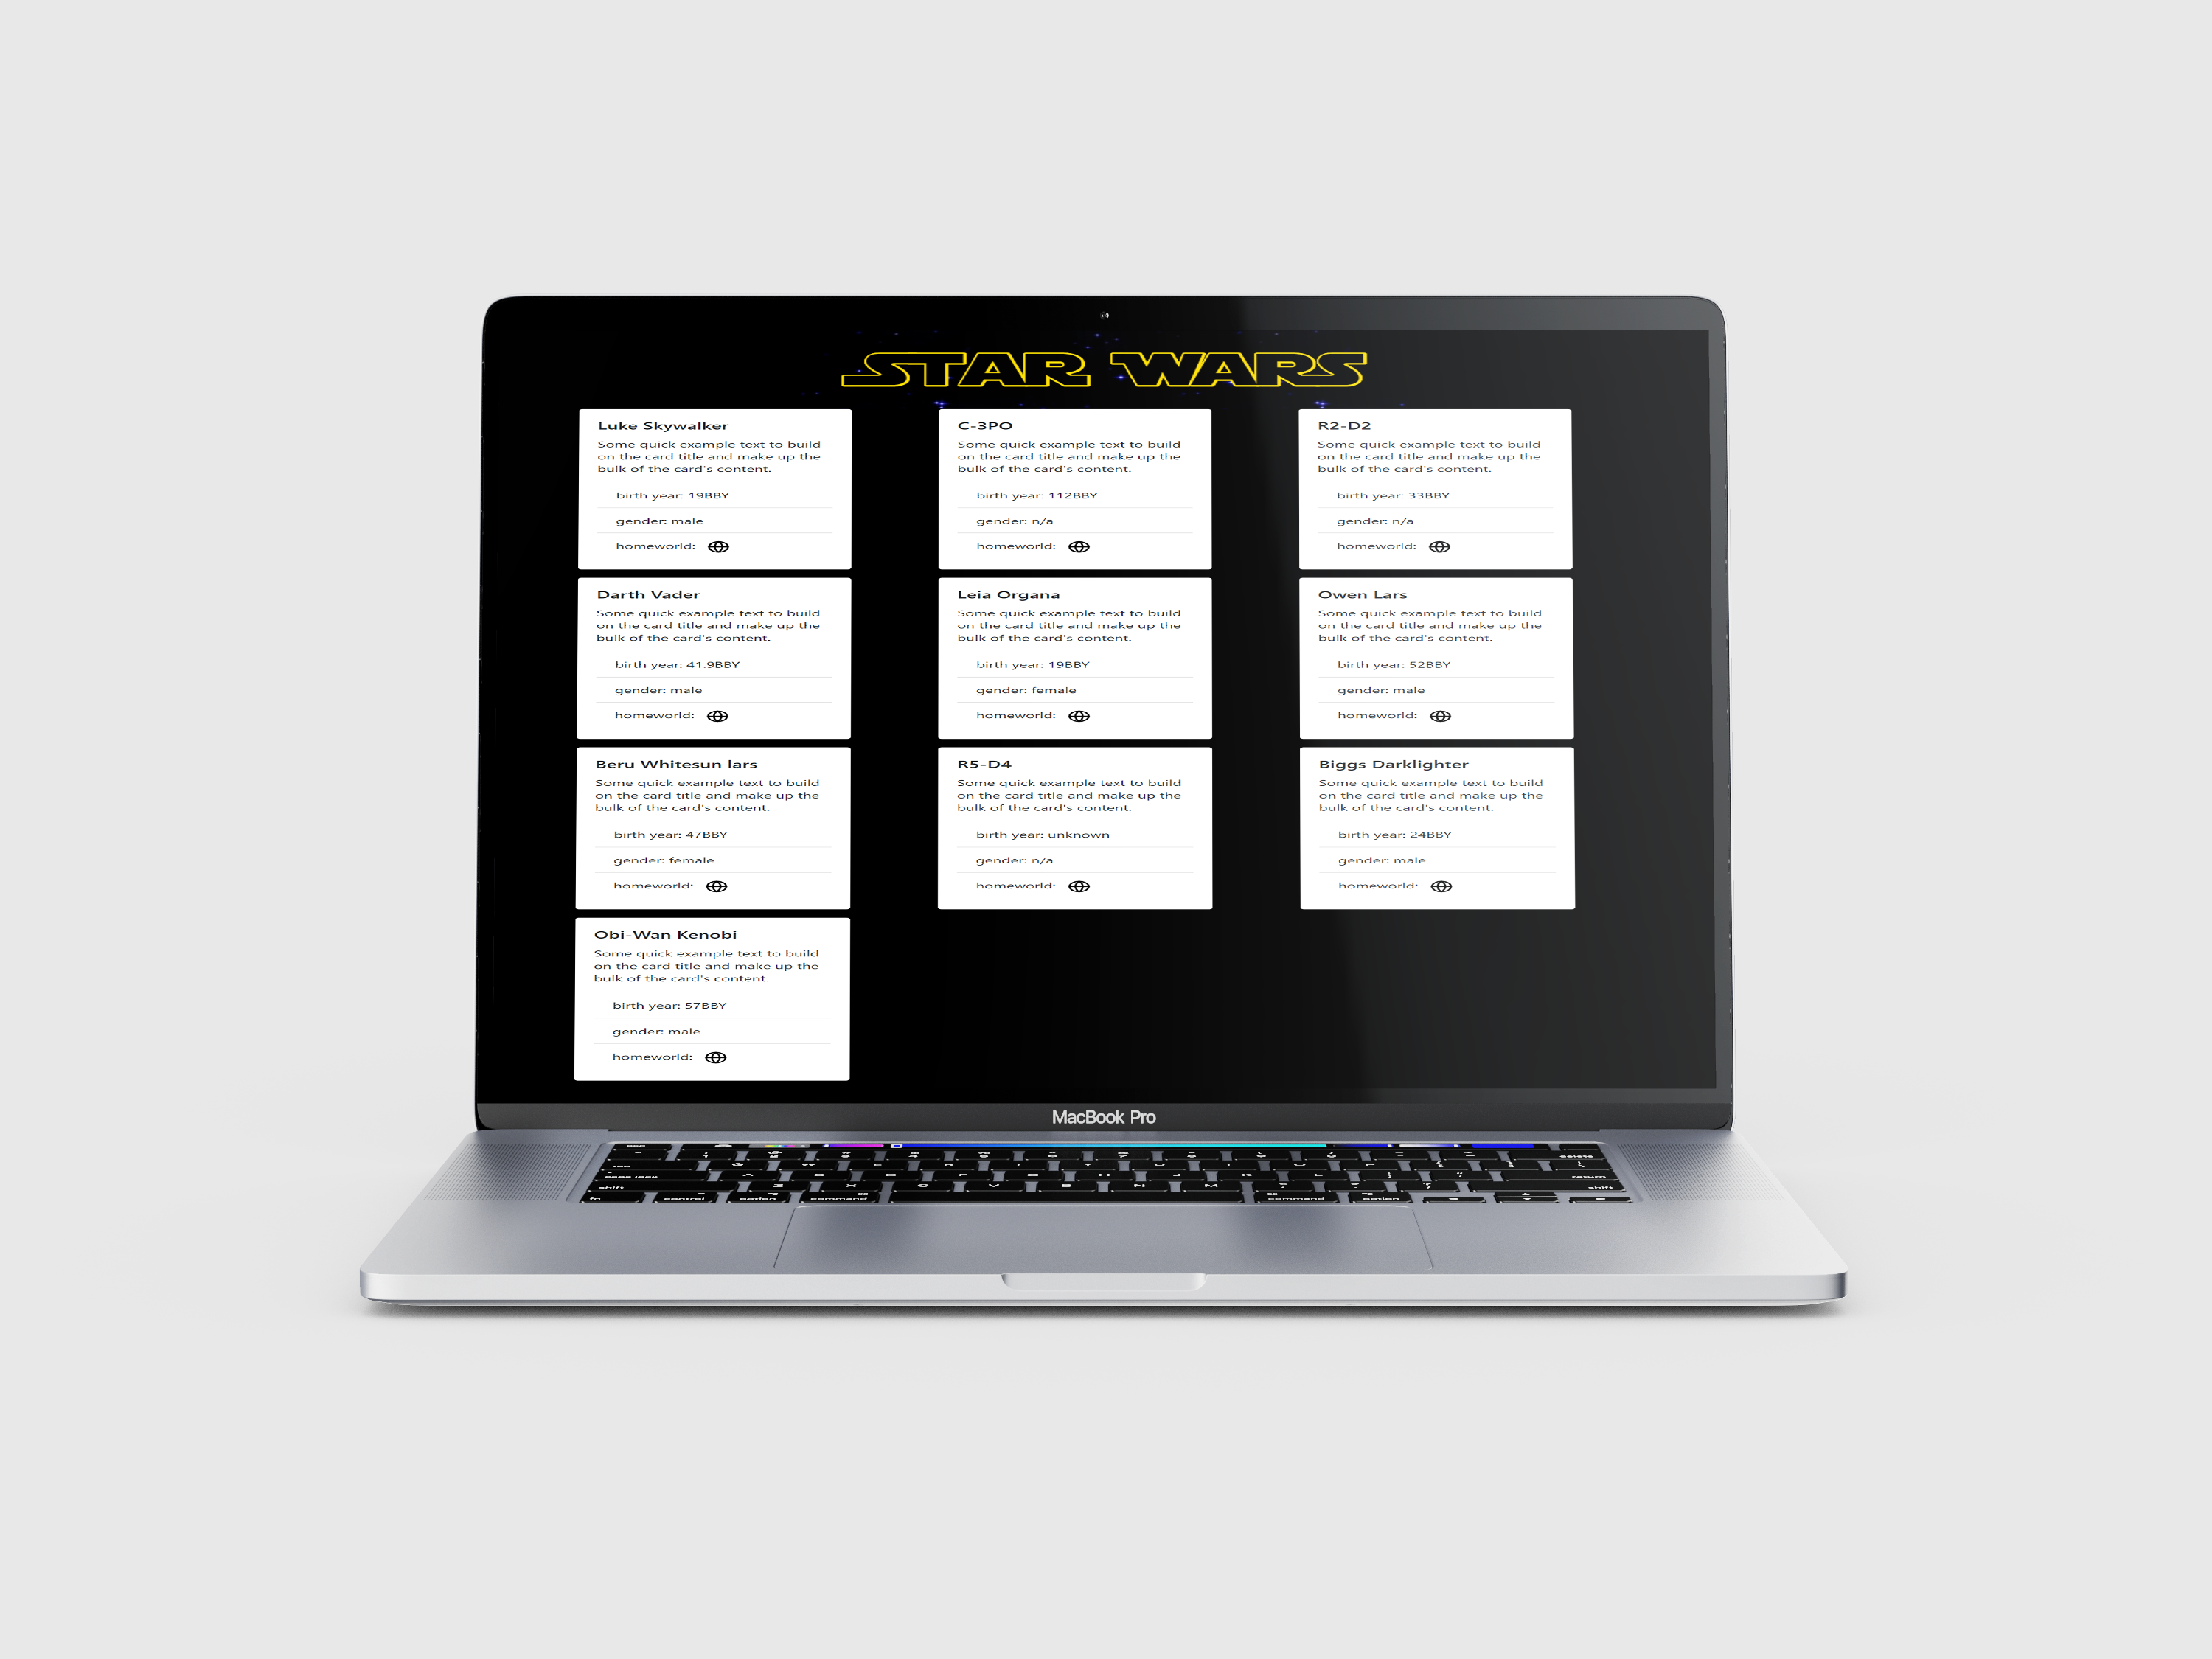 STAR WARS
Luke Skywalker
Some quick example text to build
on the card title and make up the
bulk of the card's content.
birth year: 19BBY
gender: male
homeworld:
C-3PO
Some quick example text to build
on the card title and make up the
bulk of the card's content.
birth year: 112BBY
gender: n/a
homeworld:
R2-D2
Some quick example text to build
on the card title and make up the
bulk of the card's content.
birth year: 33BBY
gender: n/a
homeworld:
Darth Vader
Some quick example text to build
on the card title and make up the
bulk of the card's content.
birth year: 41.9BBY
gender: male
homeworld:
Leia Organa
Some quick example text to build
on the card title and make up the
bulk of the card's content.
birth year: 19BBY
gender: female
homeworld:
Owen Lars
Some quick example text to build
on the card title and make up the
bulk of the card's content.
birth year: 52BBY
gender: male
homeworld:
Beru Whitesun lars
Some quick example text to build
on the card title and make up the
bulk of the card's content.
birth year: 47BBY
gender: female
homeworld:
R5-D4
Some quick example text to build
on the card title and make up the
bulk of the card's content.
birth year: unknown
gender: n/a
homeworld:
Biggs Darklighter
Some quick example text to build
on the card title and make up the
bulk of the card's content.
birth year: 24BBY
gender: male
homeworld:
Obi-Wan Kenobi
Some quick example text to build
on the card title and make up the
bulk of the card's content.
birth year: 57BBY
gender: male
homeworld:
MacBook Pro
delete
return
shift shift
fn control option command command option